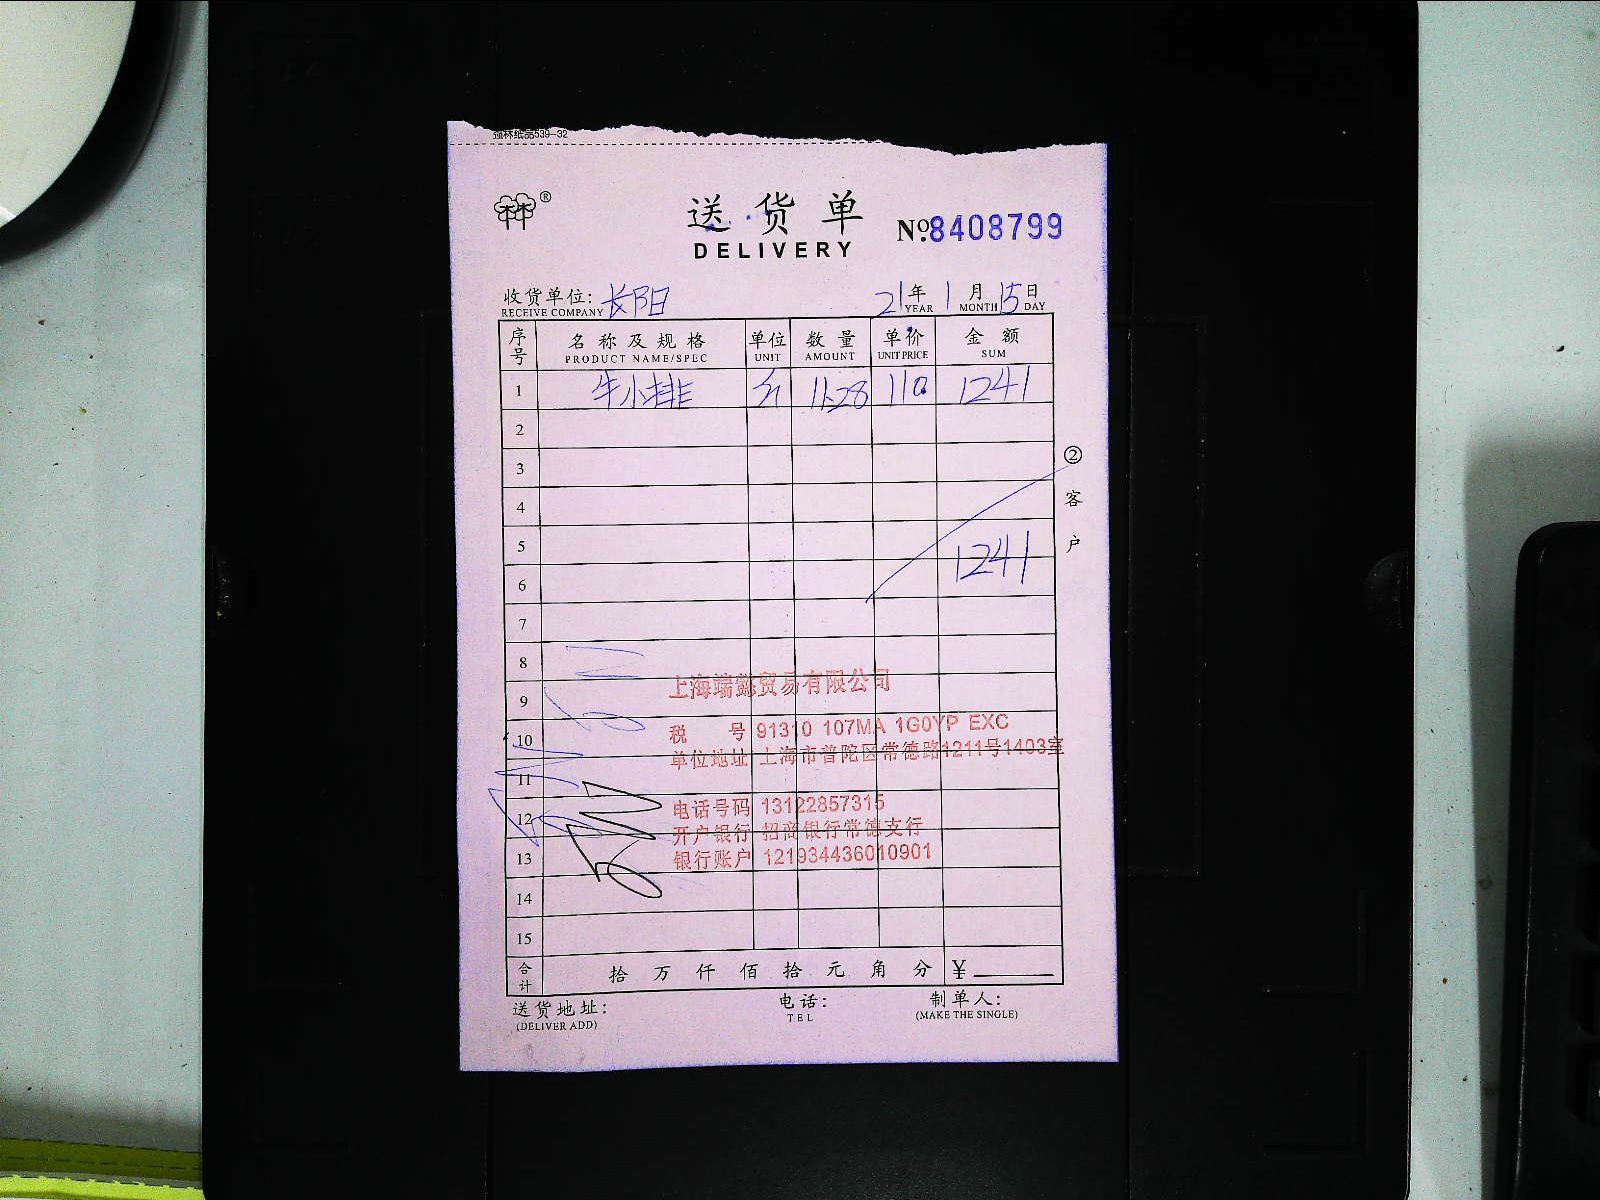 强林纸品539-32
林®
送货单
DELIVERY
№8408799
收货单位: 长阳 21年1月15日
RECEIVE COMPANY YEAR MONTH DAY
序号 名称及规格 单位 数量 单价 金额
PRODUCT NAME/SPEC UNIT AMOUNT UNIT PRICE SUM
1 牛小排 斤 11.28 110 1241
2
3
4
5
6 1241
7
8
9
10
11
12
13
14
15
②客户
上海端懿贸易有限公司
税 号 91310 107MA 1G0YP EXC
单位地址 上海市普陀区常德路1211号1403室
电话号码 13122857315
开户银行 招商银行常德支行
银行账户 121934436010901
合计 拾 万 仟 佰 拾 元 角 分 ¥
送货地址: 电话: 制单人:
(DELIVER ADD) TEL (MAKE THE SINGLE)